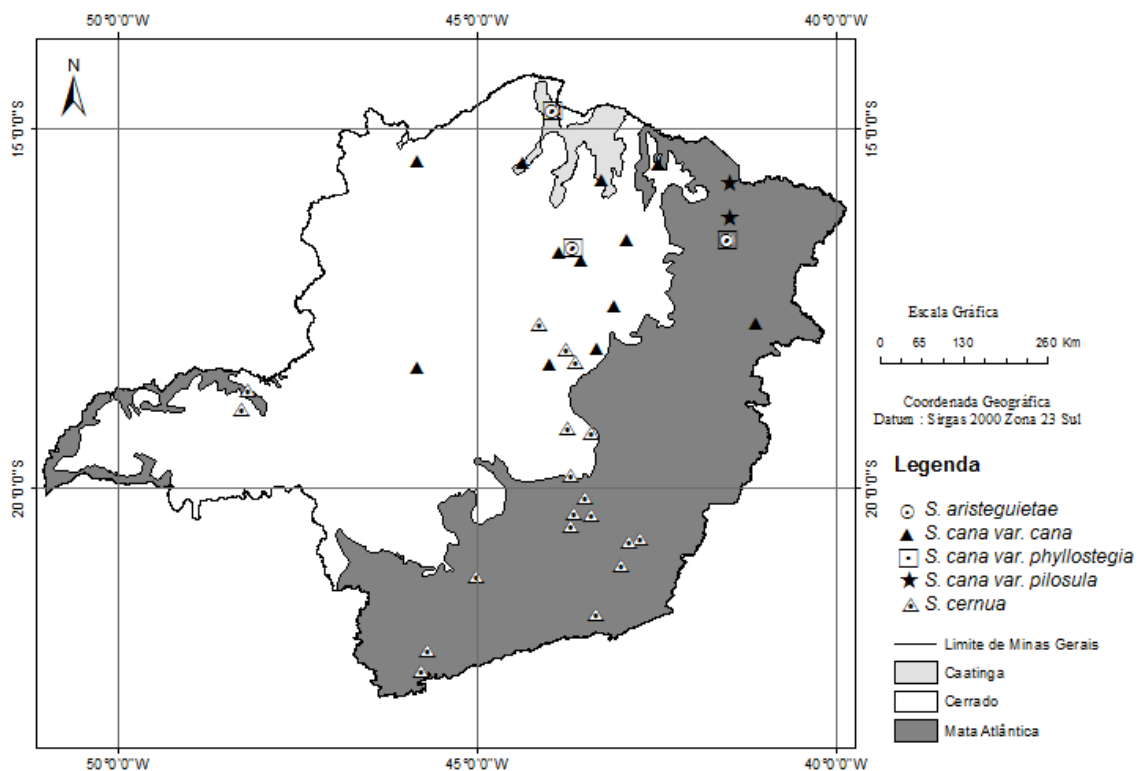 50°0'0"W 45°0'0"W 40°0'0"W
N
15°0'0"S 15°0'0"S
Escala Gráfica
0 65 130 260 Km
Coordenada Geográfica
Datum : Sirgas 2000 Zona 23 Sul
Legenda
20°0'0"S 20°0'0"S
S. aristeguietae
S. cana var. cana
S. cana var. phyllostegia
S. cana var. pilosula
S. cernua
Limite de Minas Gerais
Caatinga
Cerrado
Mata Atlântica
50°0'0"W 45°0'0"W 40°0'0"W